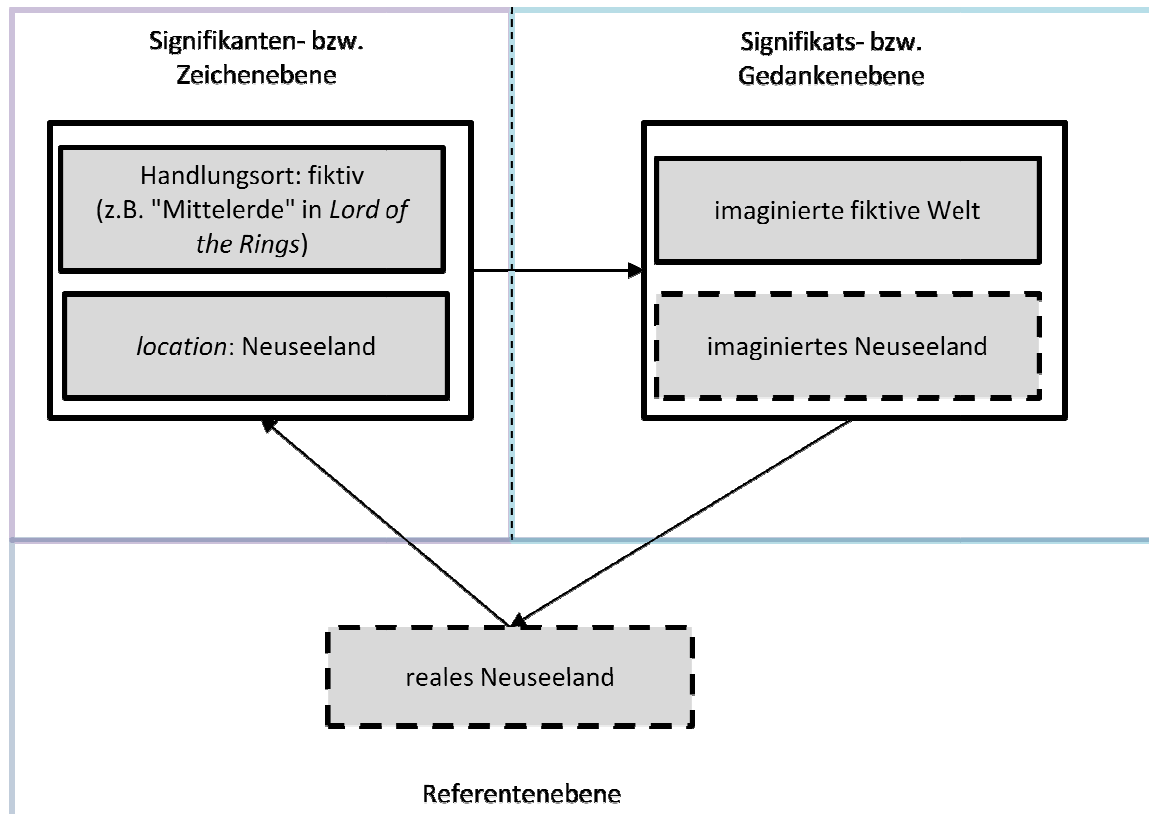 Signifikanten- bzw.
Zeichenebene
Signifikats- bzw.
Gedankenebene
Handlungsort: fiktiv
(z.B. "Mittelerde" in Lord of
the Rings)
location: Neuseeland
imaginierte fiktive Welt
imaginiertes Neuseeland
reales Neuseeland
Referentenebene